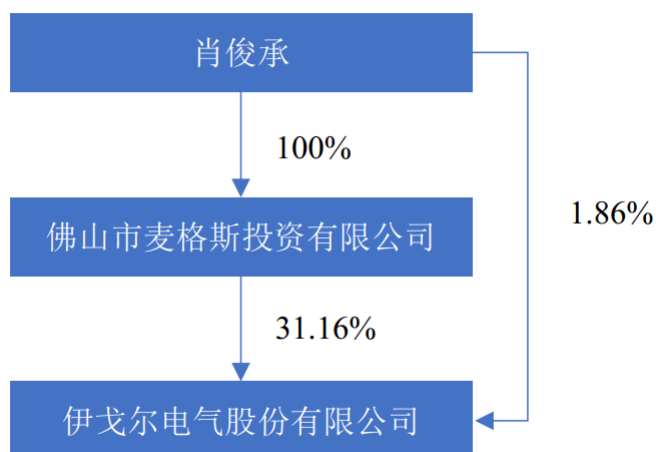 肖俊承
100%
1.86%
佛山市麦格斯投资有限公司
31.16%
伊戈尔电气股份有限公司